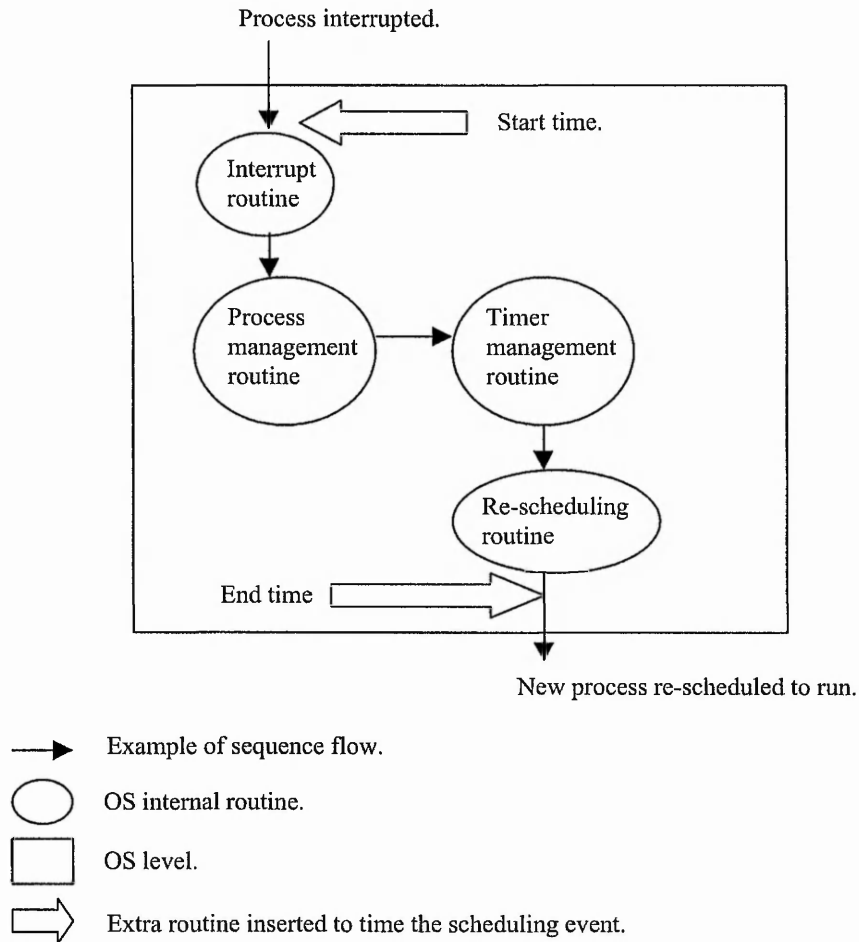 Process interrupted.
Start time.
Interrupt
routine
Process
management
routine
Timer
management
routine
Re-scheduling
routine
End time
New process re-scheduled to run.
Example of sequence flow.
OS internal routine.
OS level.
Extra routine inserted to time the scheduling event.